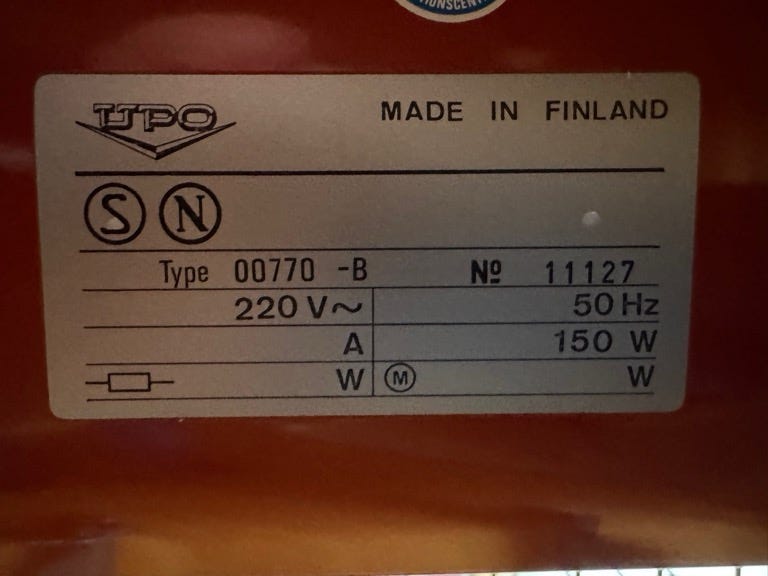 UPO MADE IN FINLAND
S N
Type 00770 -B Nº 11127
220 V~ 50 Hz
A 150 W
W M W